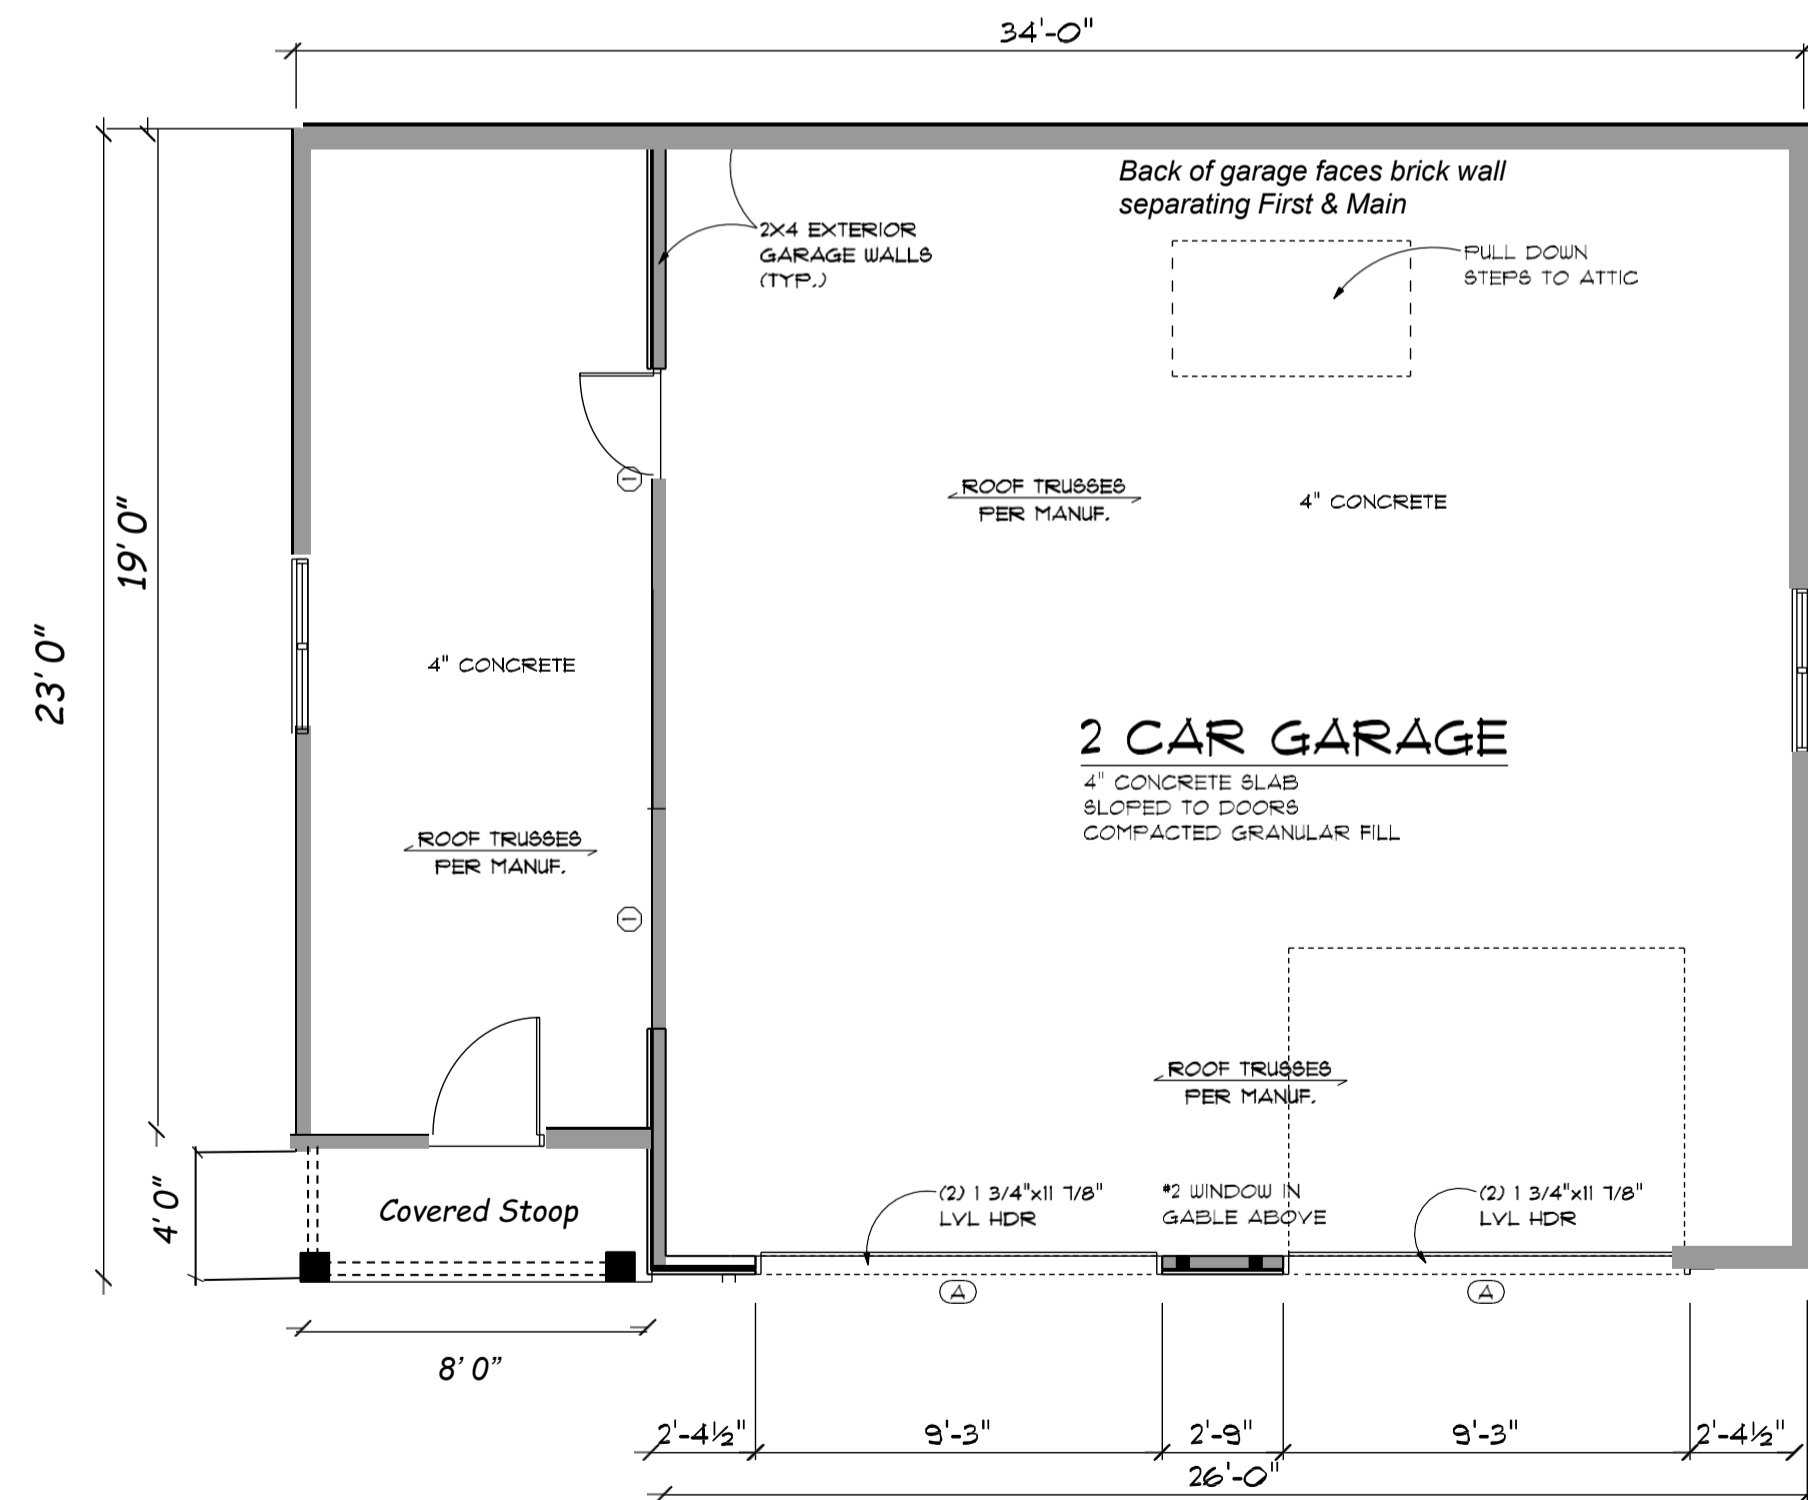 34'-0"
Back of garage faces brick wall
separating First & Main
2X4 EXTERIOR
GARAGE WALLS
(TYP.)
PULL DOWN
STEPS TO ATTIC
ROOF TRUSSES
PER MANUF.
4" CONCRETE
19' 0"
23' 0"
4" CONCRETE
2 CAR GARAGE
4" CONCRETE SLAB
SLOPED TO DOORS
COMPACTED GRANULAR FILL
ROOF TRUSSES
PER MANUF.
ROOF TRUSSES
PER MANUF.
4' 0"
Covered Stoop
(2) 1 3/4"x11 7/8"
LVL HDR
#2 WINDOW IN
GABLE ABOVE
(2) 1 3/4"x11 7/8"
LVL HDR
A
A
8' 0"
2'-4½"
9'-3"
2'-9"
9'-3"
2'-4½"
26'-0"